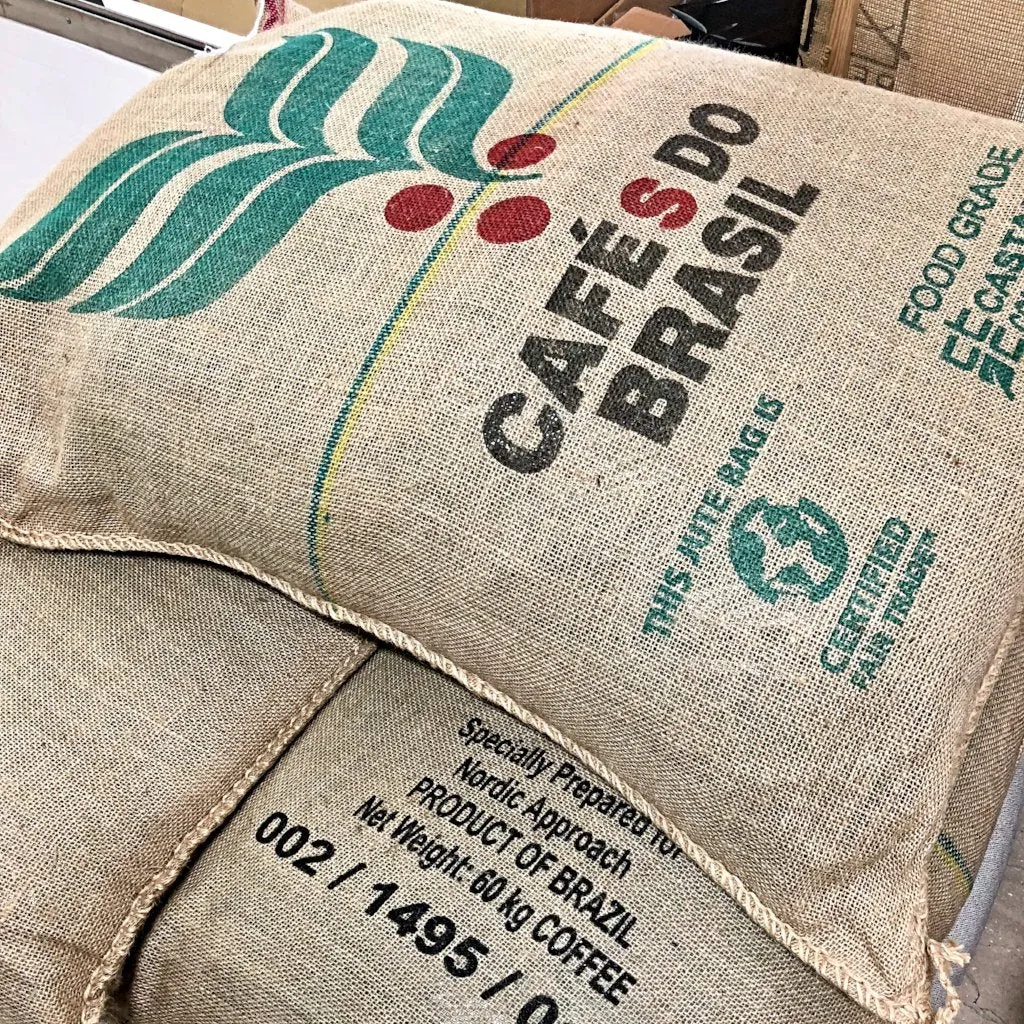 CAFÉS DO
BRASIL
FOOD GRADE
THIS JUTE BAG IS
CERTIFIED
FAIR TRADE
Specially Prepared for
Nordic Approach
PRODUCT OF BRAZIL
Net Weight: 60 kg COFFEE
002 / 1495 / 0